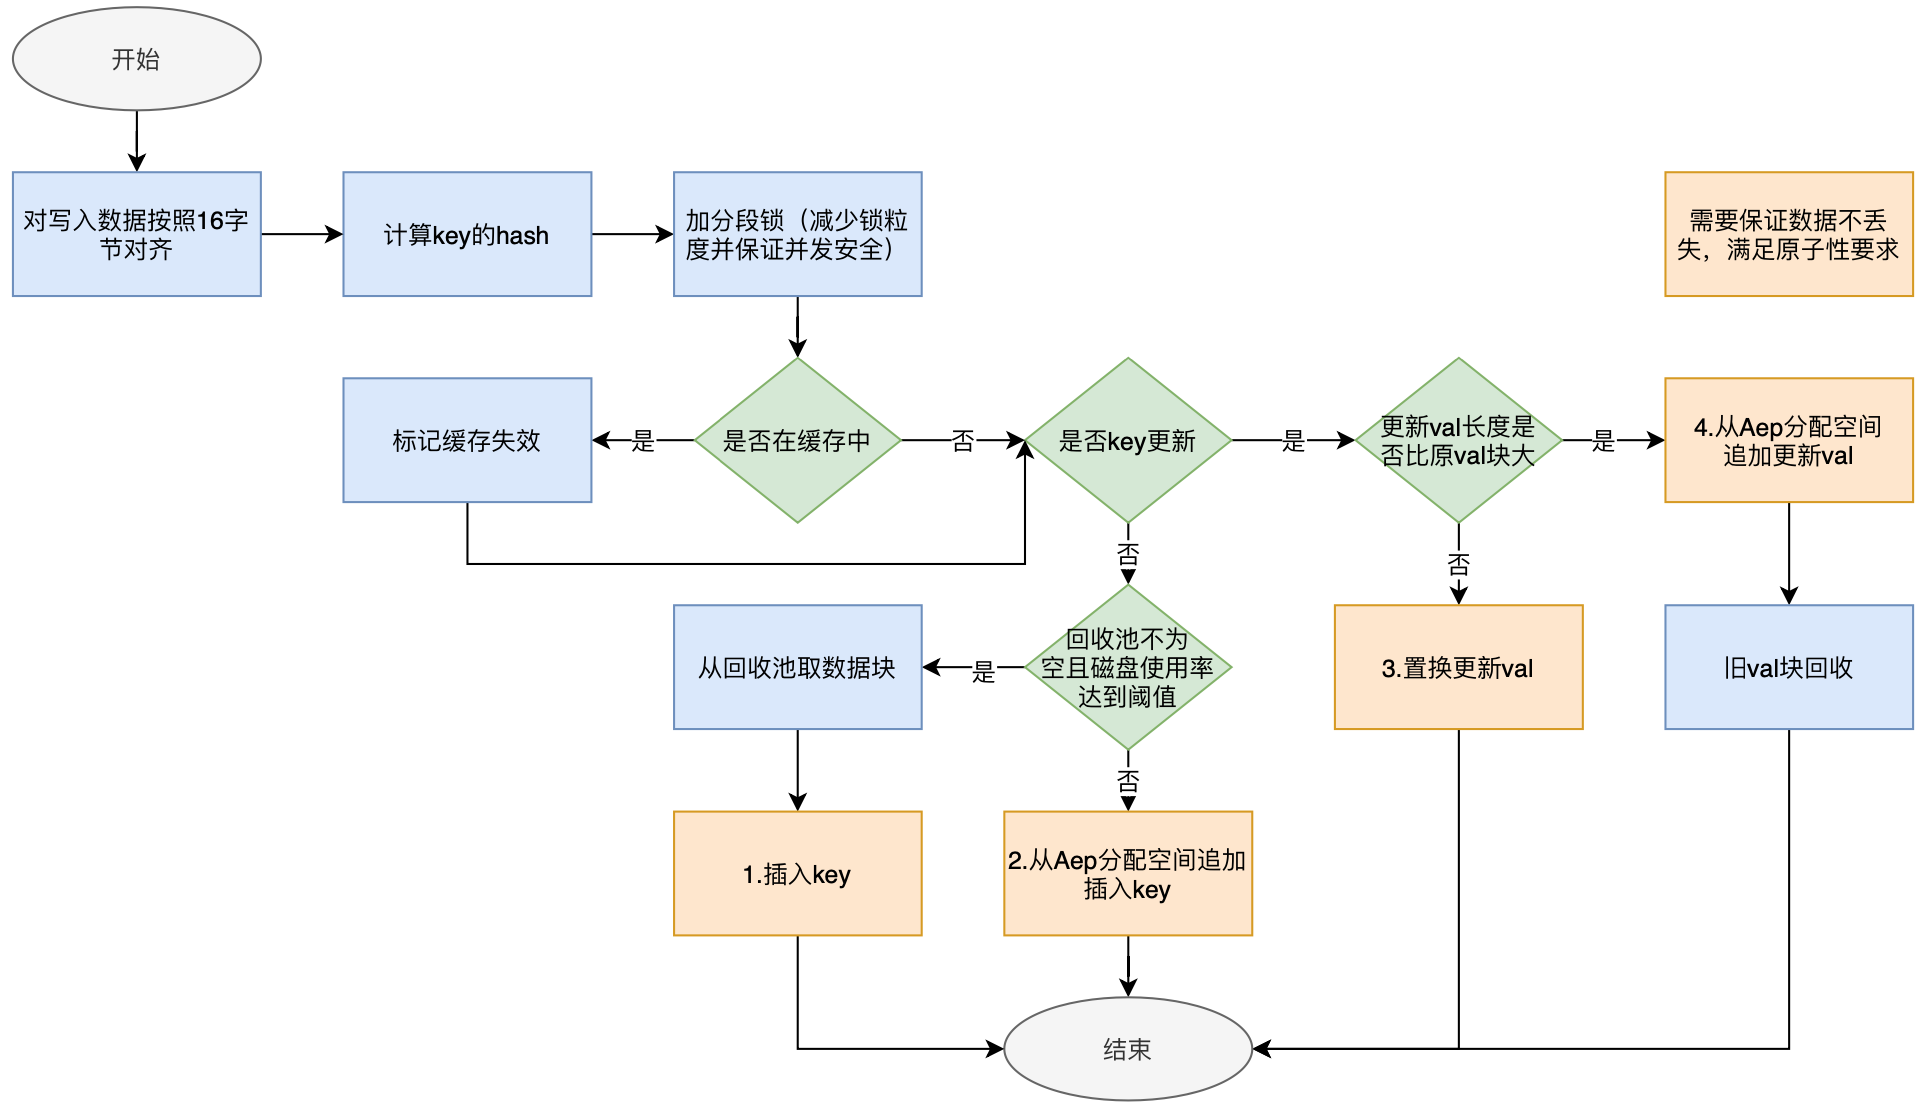 开始
对写入数据按照16字
节对齐
计算key的hash
加分段锁（减少锁粒
度并保证并发安全）
需要保证数据不丢
失，满足原子性要求
标记缓存失效
是
是否在缓存中
否
是否key更新
是
更新val长度是
否比原val块大
是
4.从Aep分配空间
追加更新val
否
否
从回收池取数据块
是
回收池不为
空且磁盘使用率
达到阈值
3.置换更新val
旧val块回收
否
1.插入key
2.从Aep分配空间追加
插入key
结束